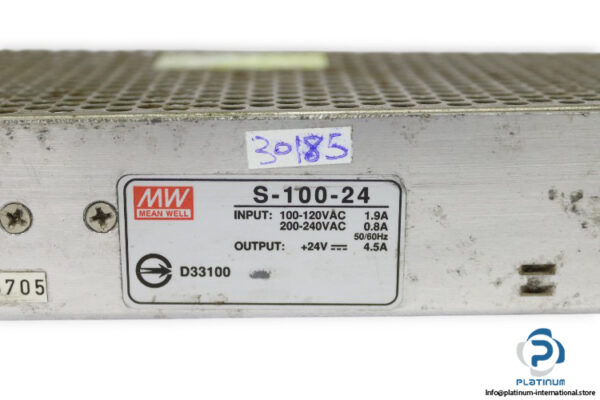 30185
MW
MEAN WELL
S-100-24
INPUT: 100-120VAC 1.9A
200-240VAC 0.8A
50/60Hz
OUTPUT: +24V 4.5A
D33100
705
PLATINUM
Info@platinum-international.store